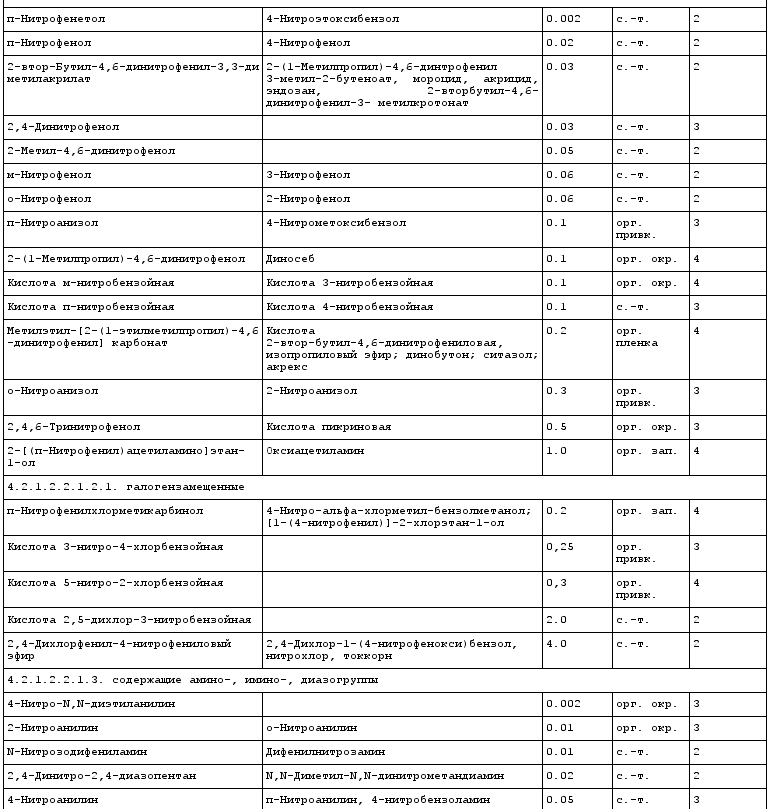 п-Нитрофенетол 4-Нитроэтоксибензол 0.002 с.-т. 2
п-Нитрофенол 4-Нитрофенол 0.02 с.-т. 2
2-втор-Бутил-4,6-динитрофенил-3,3-ди 2-(1-Метилпропил)-4,6-динтрофенил 0.03 с.-т. 2
метилакрилат 3-метил-2-бутеноат, мороцид, акрицид,
эндозан, 2-вторбутил-4,6-
динитрофенил-3- метилкротонат
2,4-Динитрофенол 0.03 с.-т. 3
2-Метил-4,6-динитрофенол 0.05 с.-т. 2
м-Нитрофенол 3-Нитрофенол 0.06 с.-т. 2
о-Нитрофенол 2-Нитрофенол 0.06 с.-т. 2
п-Нитроанизол 4-Нитрометоксибензол 0.1 орг. 3
привк.
2-(1-Метилпропил)-4,6-динитрофенол Диносеб 0.1 орг. окр. 4
Кислота м-нитробензойная Кислота 3-нитробензойная 0.1 орг. окр. 4
Кислота п-нитробензойная Кислота 4-нитробензойная 0.1 с.-т. 3
Метилэтил-[2-(1-этилметилпропил)-4,6 Кислота 0.2 орг. 4
-динитрофенил] карбонат 2-втор-бутил-4,6-динитрофениловая, пленка
изопропиловый эфир; динобутон; ситазол;
акрекс
о-Нитроанизол 2-Нитроанизол 0.3 орг. 3
привк.
2,4,6-Тринитрофенол Кислота пикриновая 0.5 орг. окр. 3
2-[(п-Нитрофенил)ацетиламино]этан- Оксиацетиламин 1.0 орг. зап. 4
1-ол
4.2.1.2.2.1.2.1. галогензамещенные
п-Нитрофенилхлорметикарбинол 4-Нитро-альфа-хлорметил-бензолметанол; 0.2 орг. зап. 4
[1-(4-нитрофенил)]-2-хлорэтан-1-ол
Кислота 3-нитро-4-хлорбензойная 0,25 орг. 3
привк.
Кислота 5-нитро-2-хлорбензойная 0,3 орг. 4
привк.
Кислота 2,5-дихлор-3-нитробензойная 2.0 с.-т. 2
2,4-Дихлорфенил-4-нитрофениловый 2,4-Дихлор-1-(4-нитрофенокси)бензол, 4.0 с.-т. 2
эфир нитрохлор, токкорн
4.2.1.2.2.1.3. содержащие амино-, имино-, диазогруппы
4-Нитро-N,N-диэтиланилин 0.002 орг. окр. 3
2-Нитроанилин о-Нитроанилин 0.01 орг. окр. 3
N-Нитрозодифениламин Дифенилнитрозамин 0.01 с.-т. 2
2,4-Динитро-2,4-диазопентан N,N-Диметил-N,N-динитрометандиамин 0.02 с.-т. 2
4-Нитроанилин п-Нитроанилин, 4-нитробензоламин 0.05 с.-т. 3